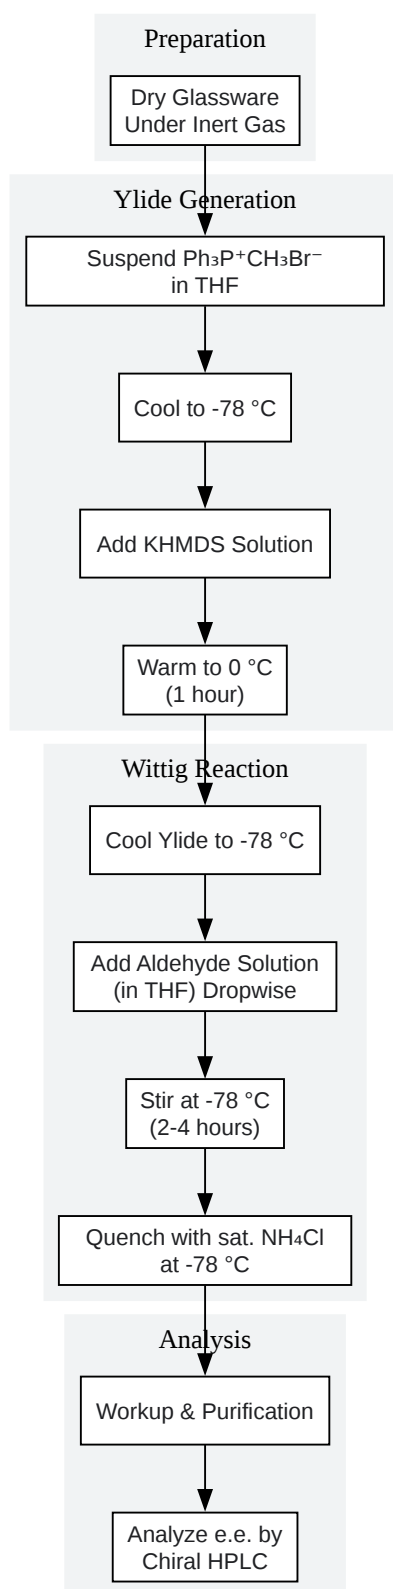 Preparation
Dry Glassware
Under Inert Gas
Ylide Generation
Suspend Ph₃P⁺CH₃Br⁻
in THF
Cool to -78 °C
Add KHMDS Solution
Warm to 0 °C
(1 hour)
Wittig Reaction
Cool Ylide to -78 °C
Add Aldehyde Solution
(in THF) Dropwise
Stir at -78 °C
(2-4 hours)
Quench with sat. NH₄Cl
at -78 °C
Analysis
Workup & Purification
Analyze e.e. by
Chiral HPLC